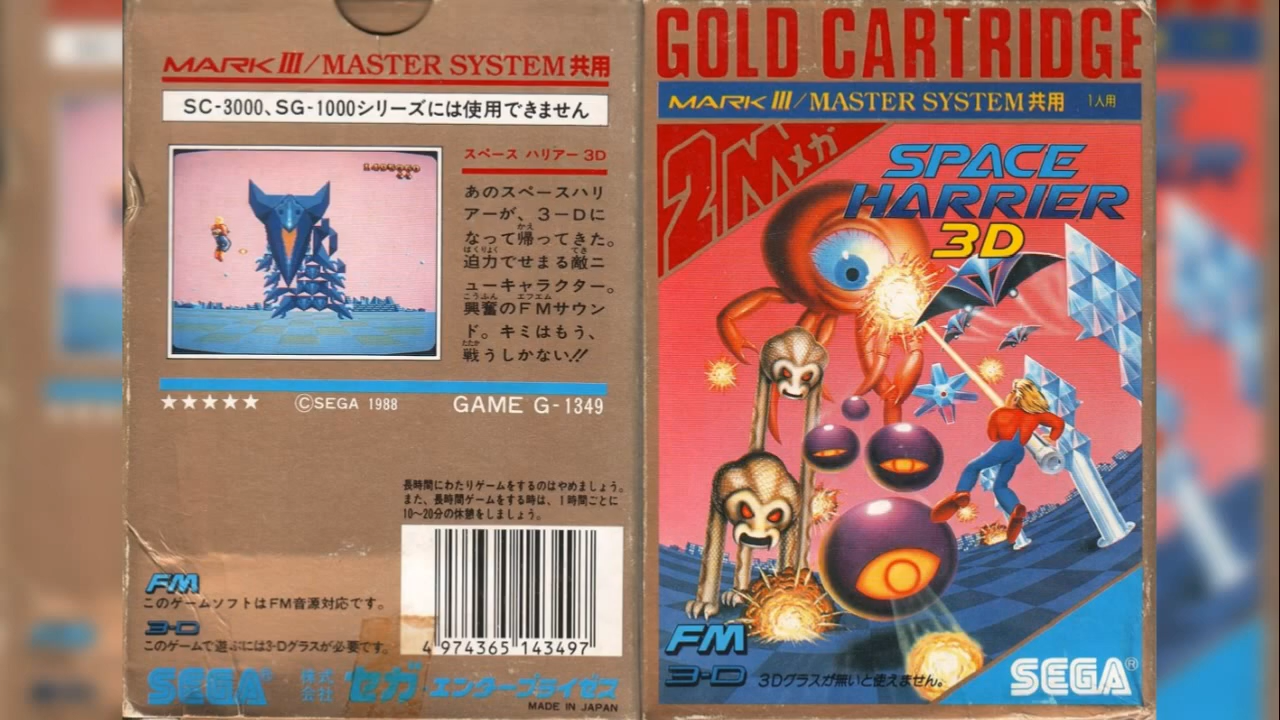 MARK III/MASTER SYSTEM共用
SC-3000、SG-1000シリーズには使用できません
スペース ハリアー 3D
あのスペースハリ
アーが、3-Dに
なって帰ってきた。
迫力でせまる敵ニ
ューキャラクター。
興奮のFMサウン
ド。キミはもう、
戦うしかない!!
★★★★★ ©SEGA 1988 GAME G-1349
長時間にわたりゲームをするのはやめましょう。
また、長時間ゲームをする時は、1時間ごとに
10〜20分の休憩をしましょう。
FM
このゲームソフトはFM音源対応です。
3-D
このゲームで遊ぶには3-Dグラスが必要です。
4 974365 143497
SEGA® 株式会社 セガ・エンタープライゼス
MADE IN JAPAN
GOLD CARTRIDGE
MARK III/MASTER SYSTEM共用 1人用
2Mメガ
SPACE
HARRIER
3D
FM
3-D 3Dグラスが無いと使えません。
SEGA®